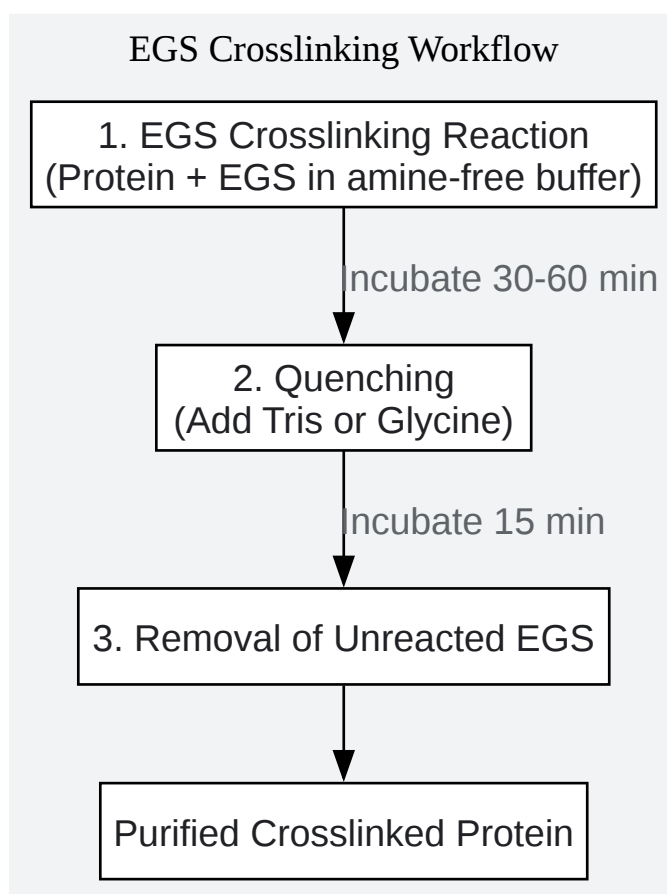 EGS Crosslinking Workflow
1. EGS Crosslinking Reaction
(Protein + EGS in amine-free buffer)
Incubate 30-60 min
2. Quenching
(Add Tris or Glycine)
Incubate 15 min
3. Removal of Unreacted EGS
Purified Crosslinked Protein